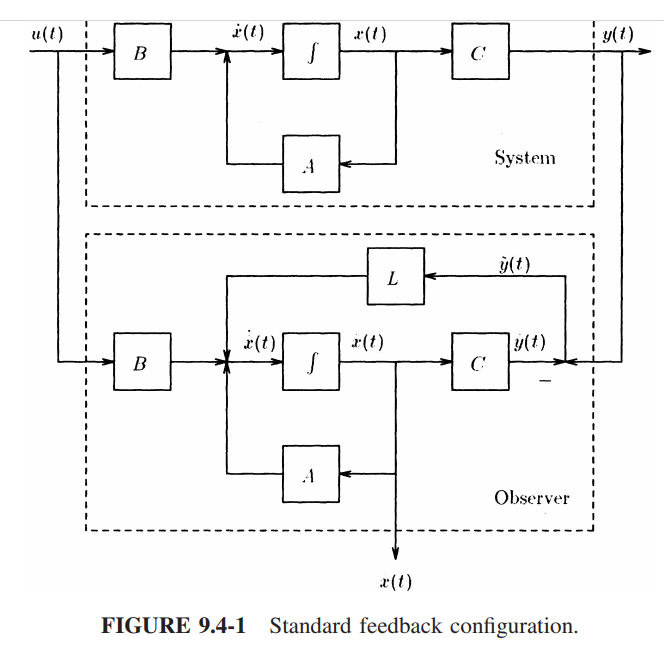 u(t) ẋ(t) x(t) y(t)
B ∫ C
A
System
L ỹ(t)
ẋ(t) x(t) y(t)
B ∫ C
−
A
Observer
x(t)
FIGURE 9.4-1 Standard feedback configuration.